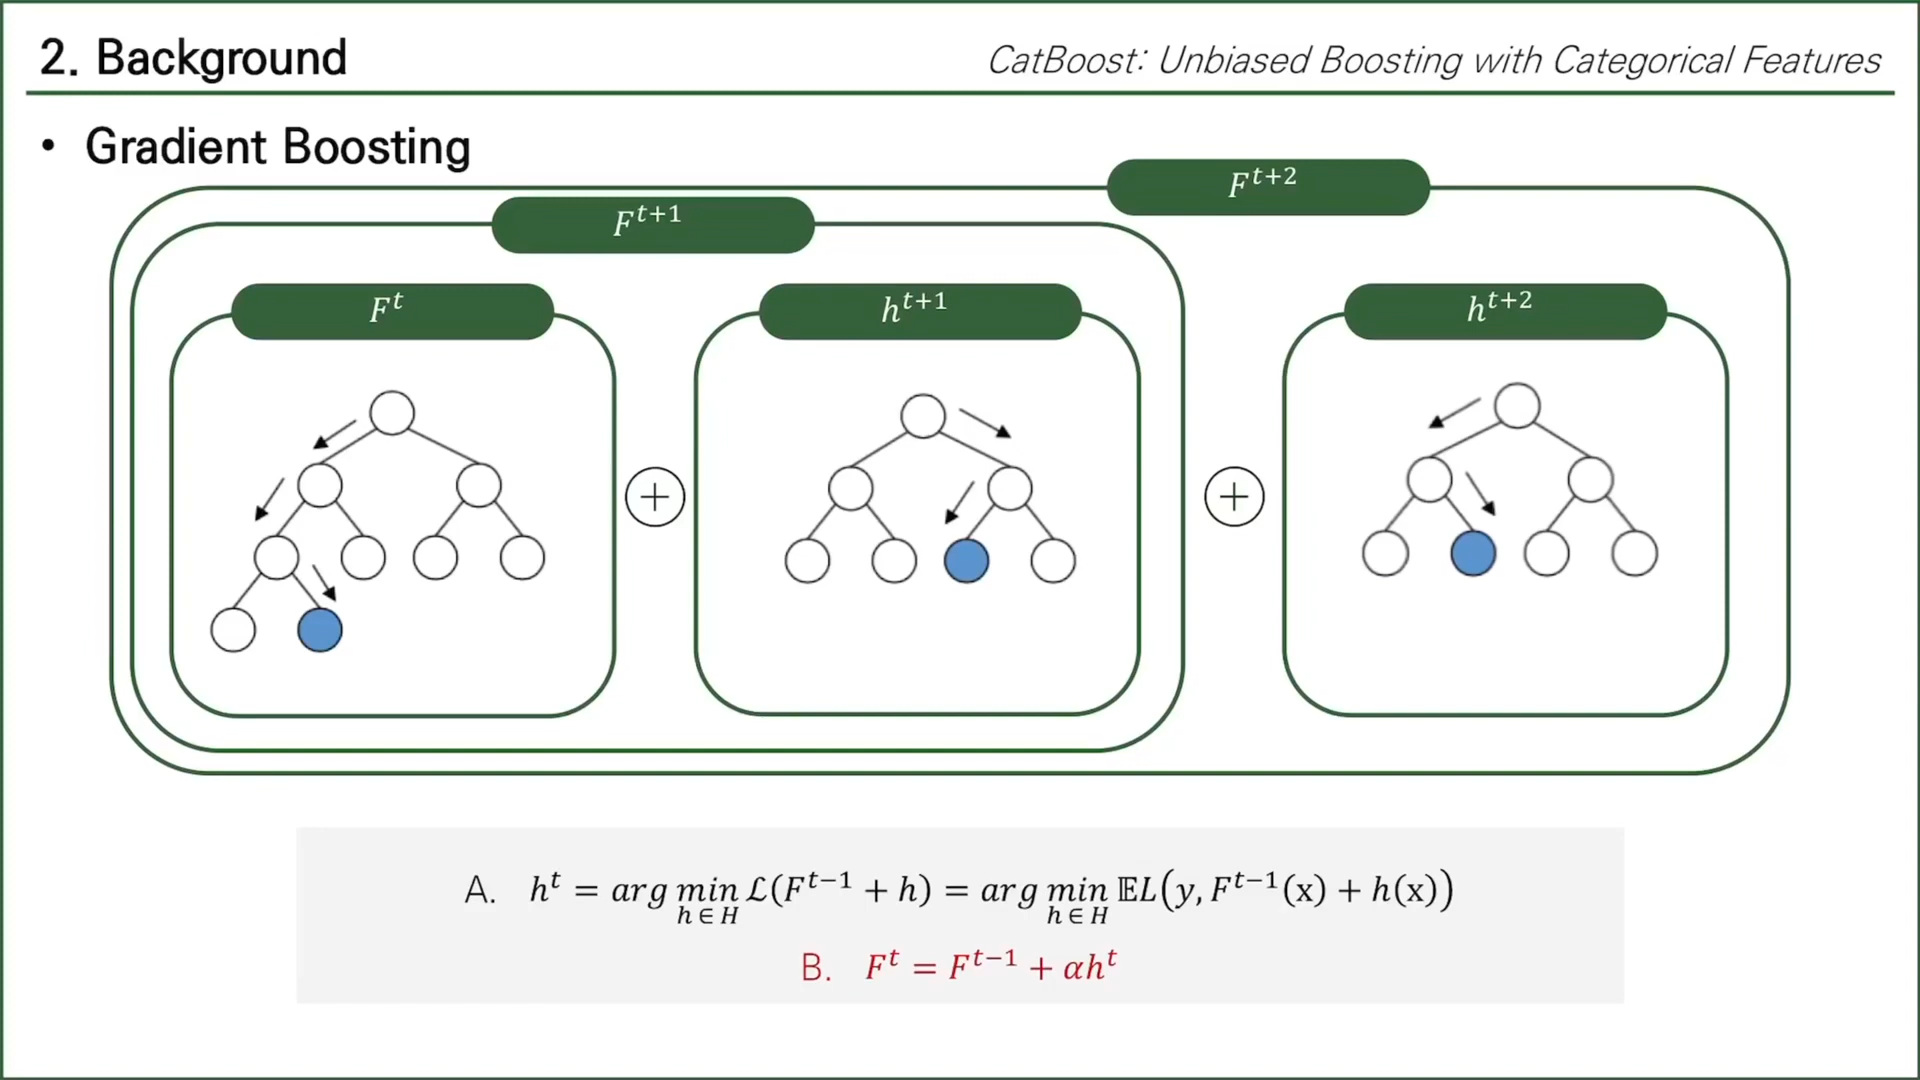 2. Background
CatBoost: Unbiased Boosting with Categorical Features
• Gradient Boosting
F^{t+2}
F^{t+1}
F^t
h^{t+1}
h^{t+2}
+
+
A. h^t = arg min_{h∈H} ℒ(F^{t−1} + h) = arg min_{h∈H} 𝔼L(y, F^{t−1}(x) + h(x))
B. F^t = F^{t−1} + αh^t